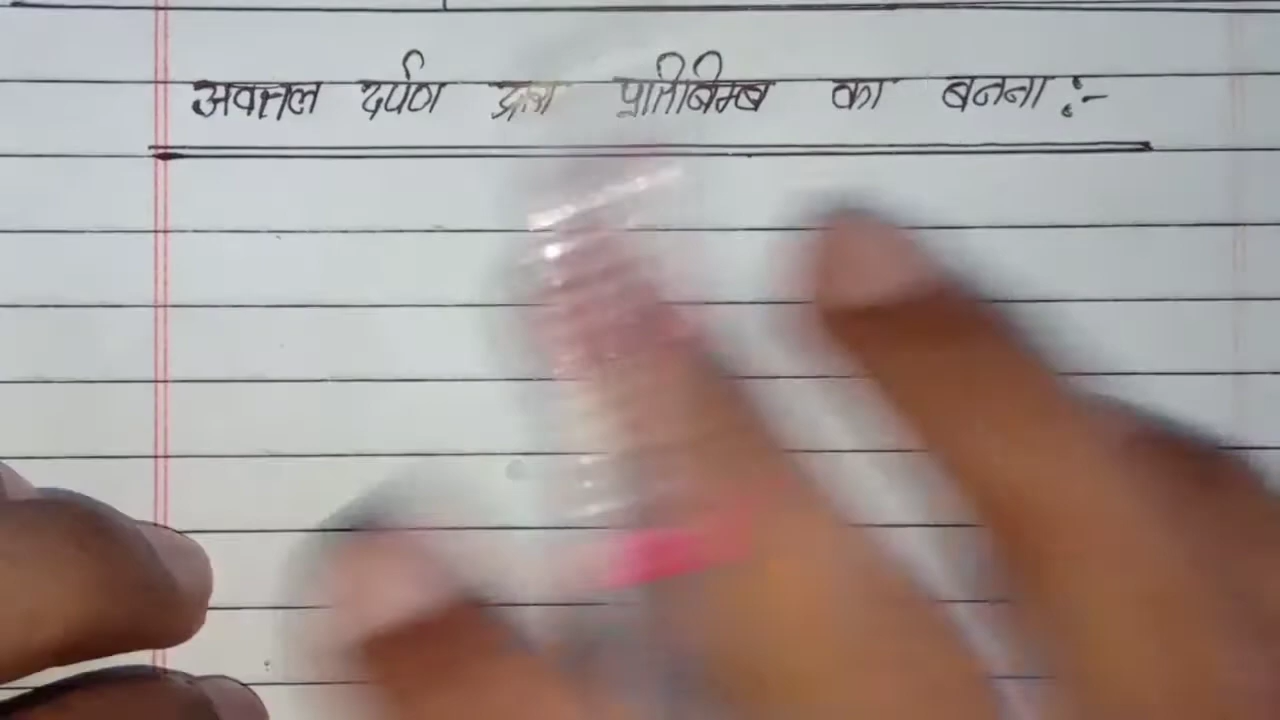 अवतल दर्पण द्वारा प्रतिबिम्ब का बनना :-